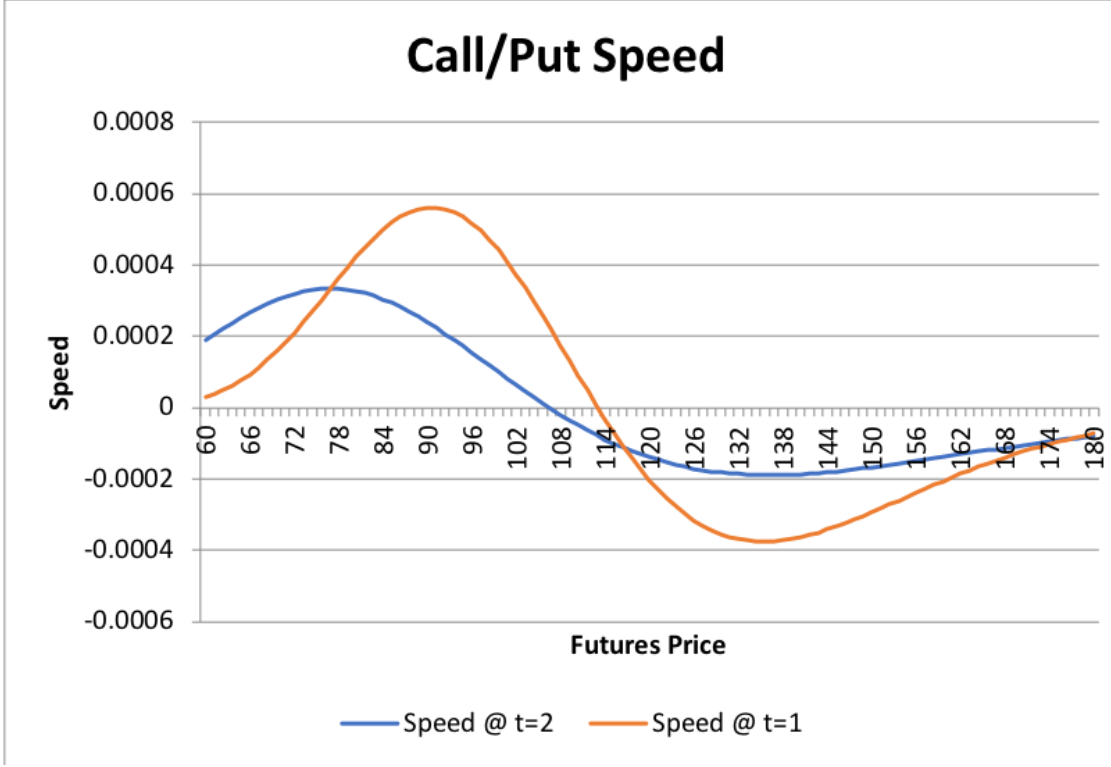 Call/Put Speed
0.0008
0.0006
0.0004
0.0002
0
-0.0002
-0.0004
-0.0006
Speed
60 66 72 78 84 90 96 102 108 114 120 126 132 138 144 150 156 162 168 174 180
Futures Price
Speed @ t=2 Speed @ t=1